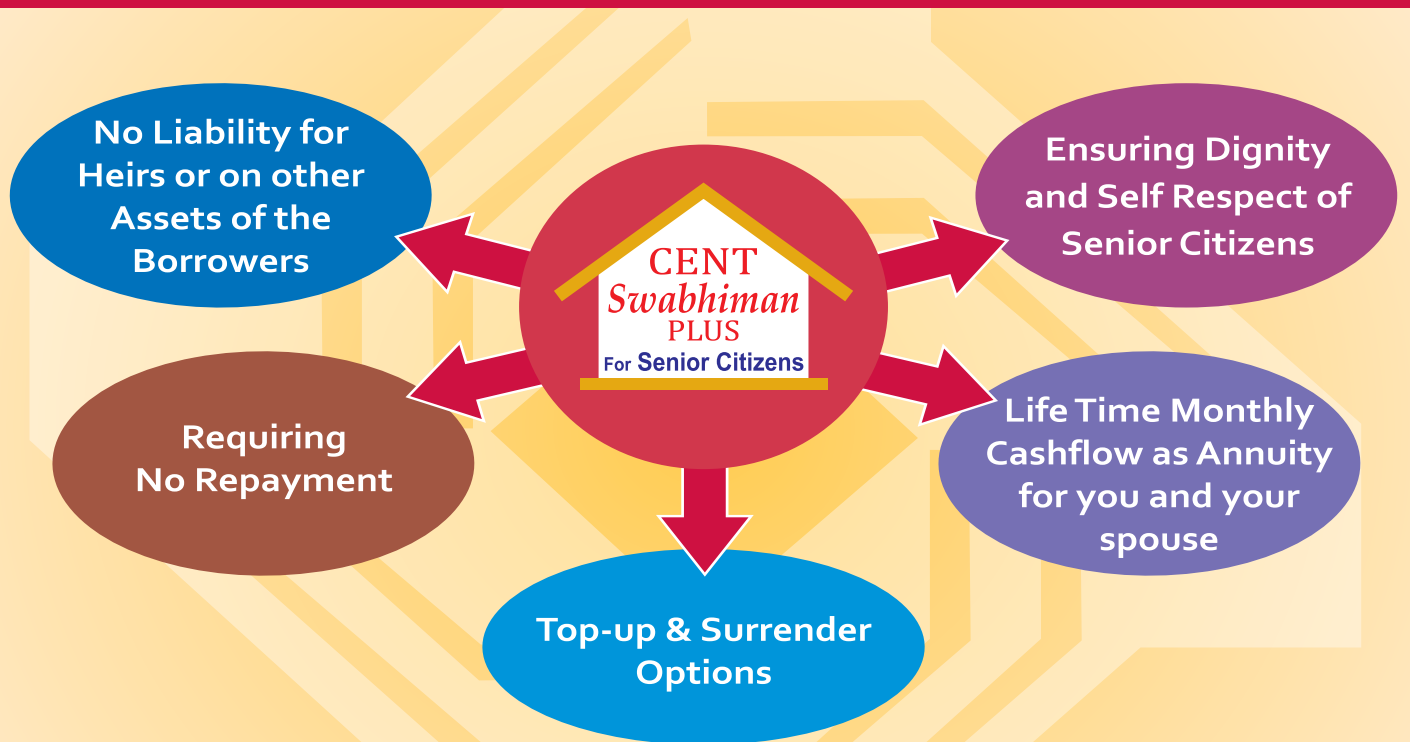 No Liability for
Heirs or on other
Assets of the
Borrowers
Ensuring Dignity
and Self Respect of
Senior Citizens
CENT
Swabhiman
PLUS
For Senior Citizens
Requiring
No Repayment
Life Time Monthly
Cashflow as Annuity
for you and your
spouse
Top-up & Surrender
Options